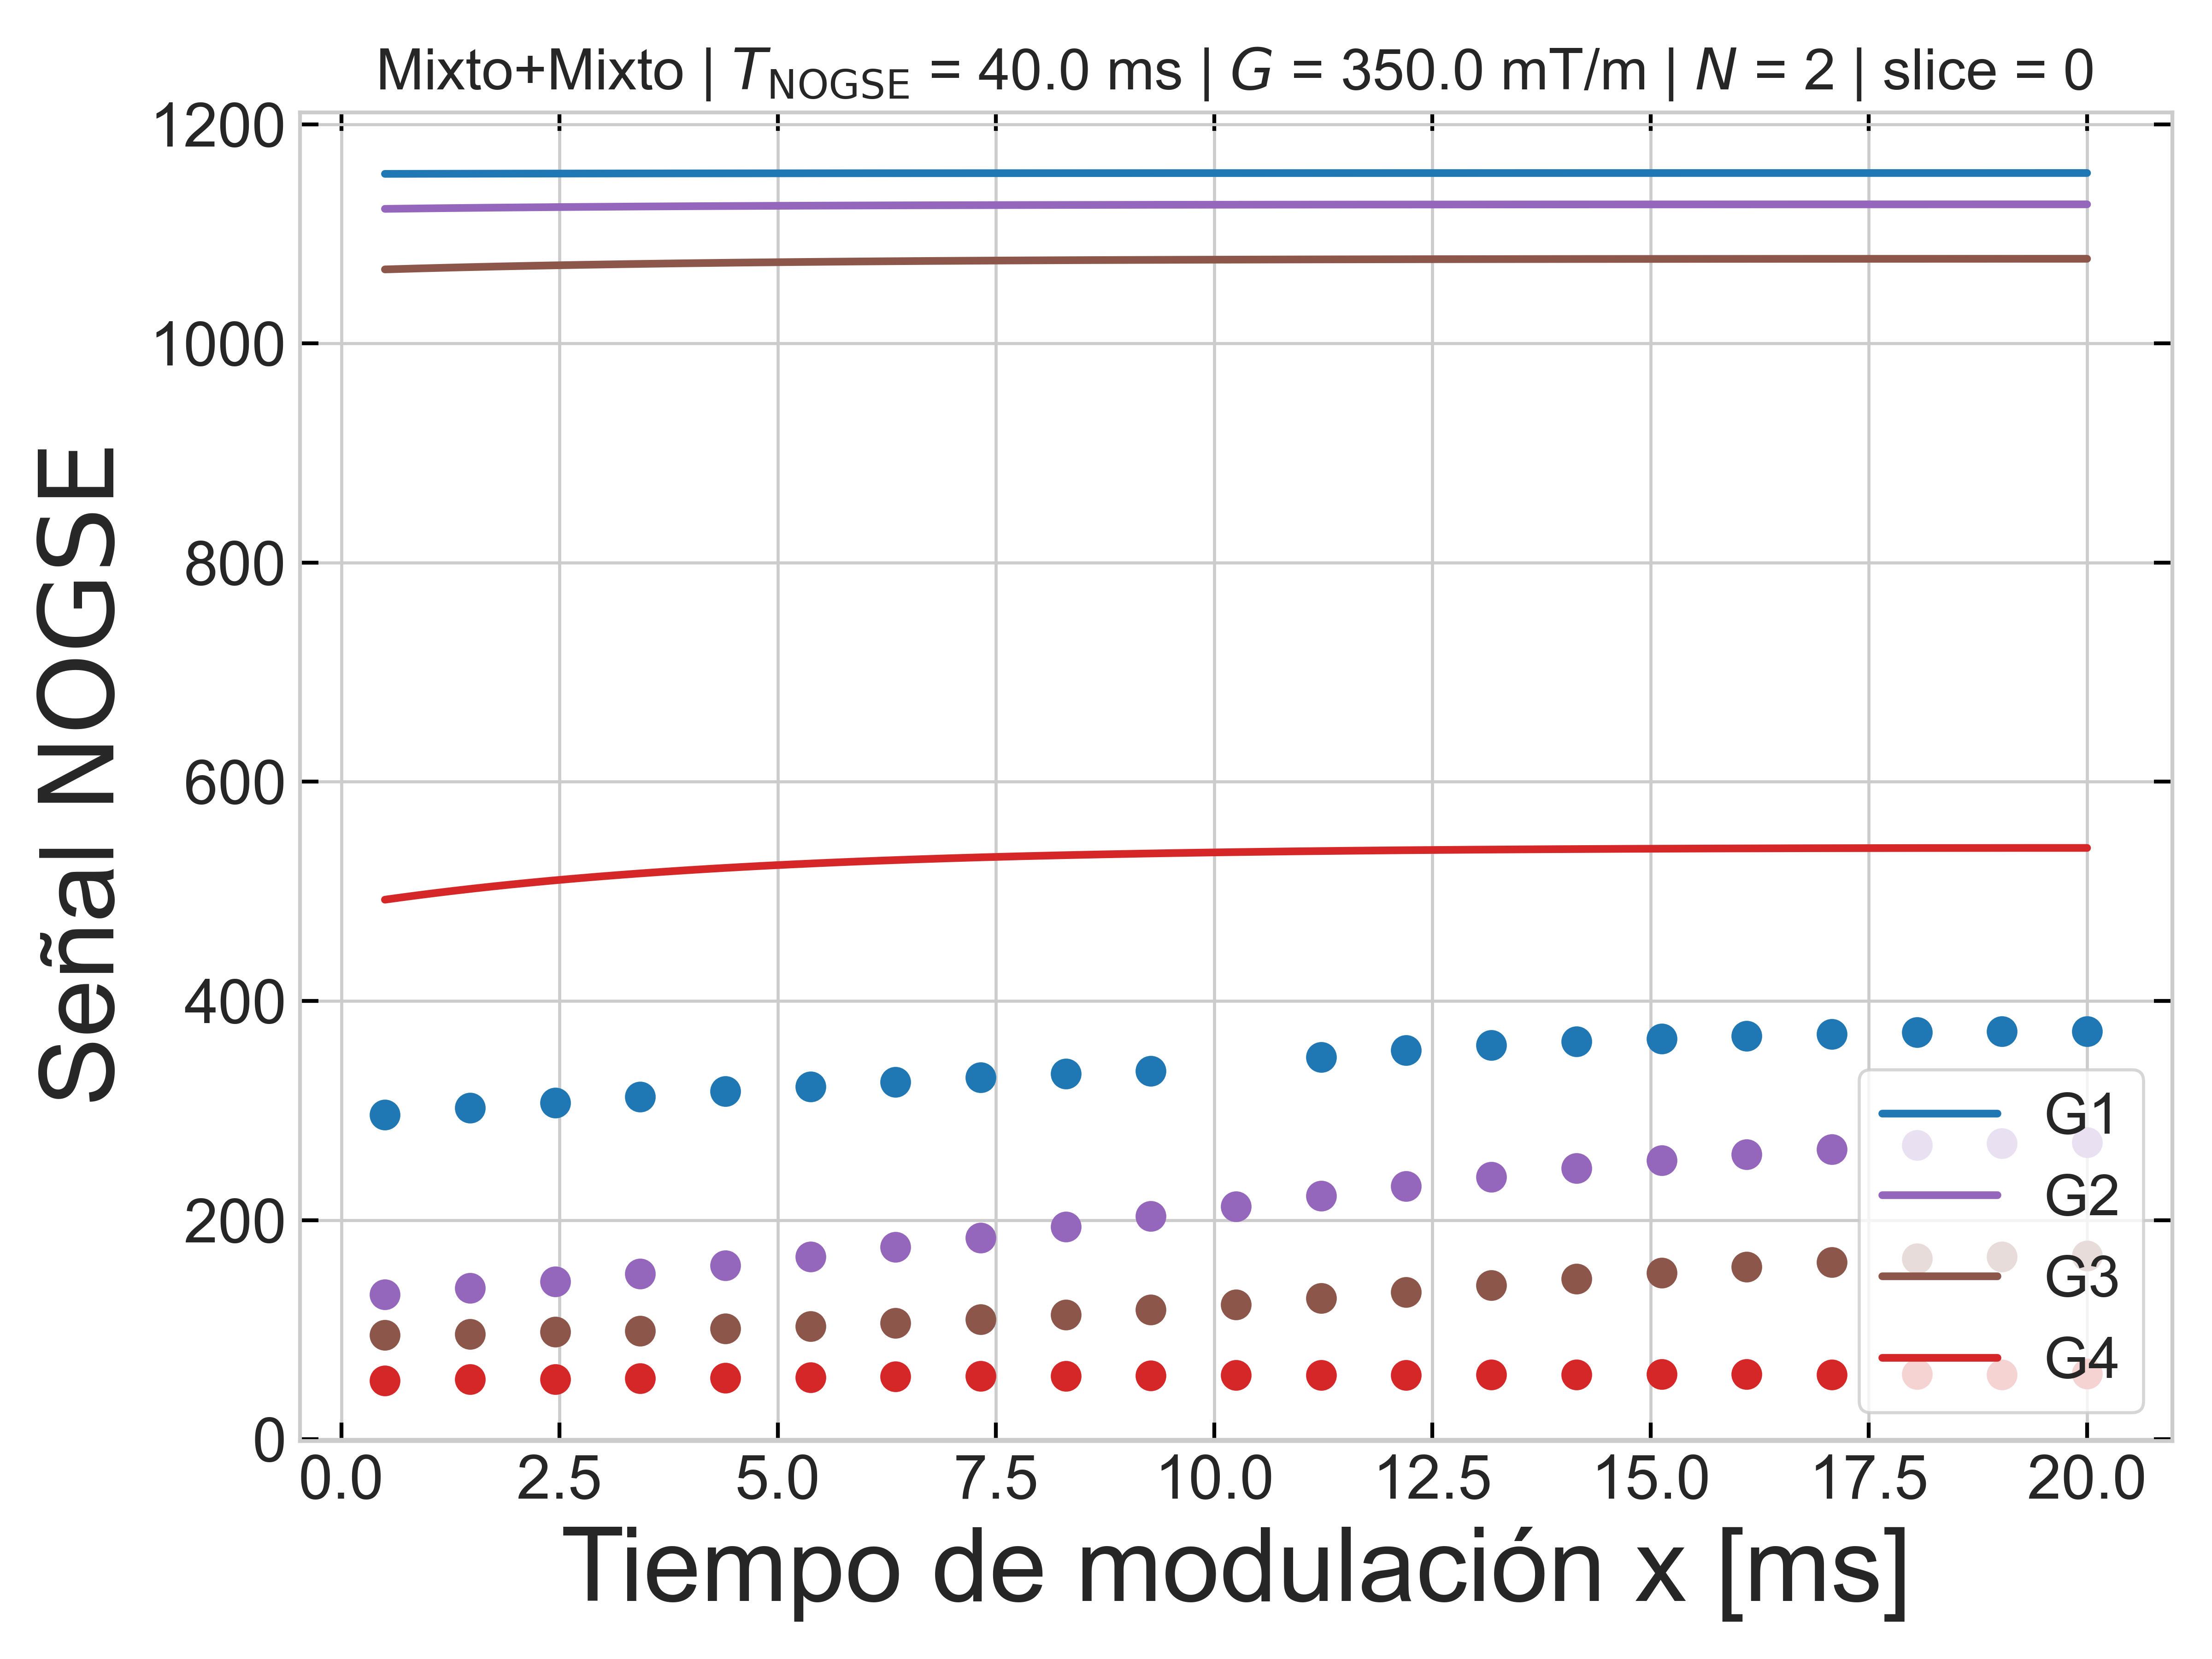 Mixto+Mixto | T_NOGSE = 40.0 ms | G = 350.0 mT/m | N = 2 | slice = 0
1200
1000
800
600
400
200
0
Señal NOGSE
G1
G2
G3
G4
0.0 2.5 5.0 7.5 10.0 12.5 15.0 17.5 20.0
Tiempo de modulación x [ms]